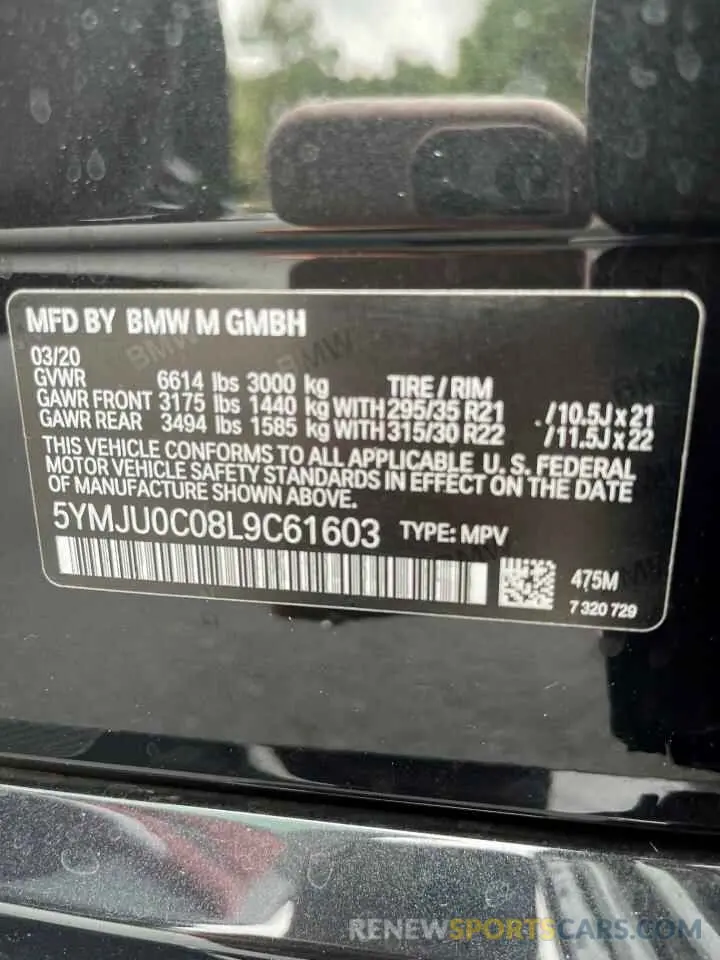 MFD BY BMW M GMBH
03/20
GVWR 6614 lbs 3000 kg TIRE / RIM
GAWR FRONT 3175 lbs 1440 kg WITH 295/35 R21 ./10.5J x 21
GAWR REAR 3494 lbs 1585 kg WITH 315/30 R22 /11.5J x 22
THIS VEHICLE CONFORMS TO ALL APPLICABLE U. S. FEDERAL
MOTOR VEHICLE SAFETY STANDARDS IN EFFECT ON THE DATE
OF MANUFACTURE SHOWN ABOVE.
5YMJU0C08L9C61603 TYPE: MPV
475M
7 320 729
RENEWSPORTSCARS.COM